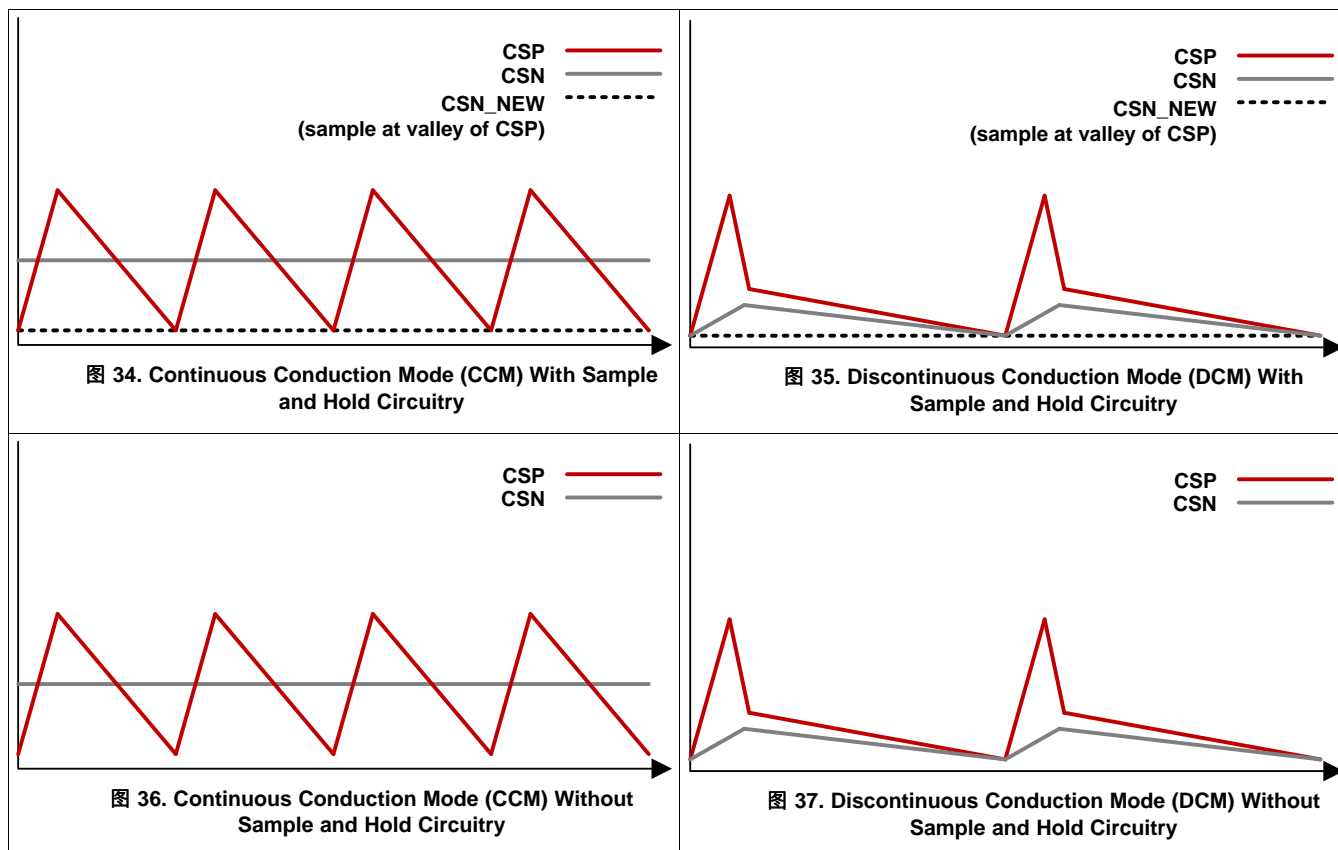 CSP
CSN
CSN_NEW
(sample at valley of CSP)
图 34. Continuous Conduction Mode (CCM) With Sample
and Hold Circuitry
CSP
CSN
CSN_NEW
(sample at valley of CSP)
图 35. Discontinuous Conduction Mode (DCM) With
Sample and Hold Circuitry
CSP
CSN
图 36. Continuous Conduction Mode (CCM) Without
Sample and Hold Circuitry
CSP
CSN
图 37. Discontinuous Conduction Mode (DCM) Without
Sample and Hold Circuitry